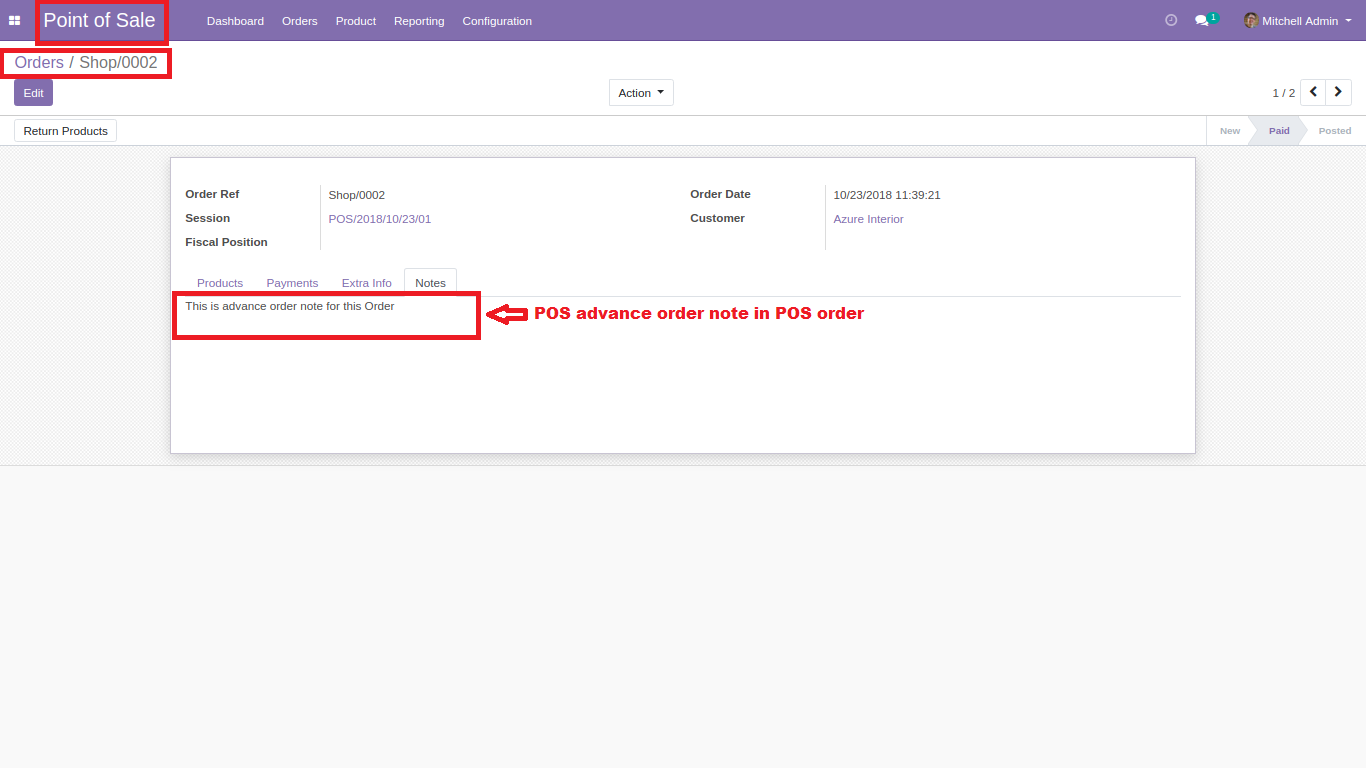 Point of Sale Dashboard Orders Product Reporting Configuration 1 Mitchell Admin
Orders / Shop/0002
Edit Action 1 / 2
Return Products New Paid Posted
Order Ref Shop/0002 Order Date 10/23/2018 11:39:21
Session POS/2018/10/23/01 Customer Azure Interior
Fiscal Position
Products Payments Extra Info Notes
This is advance order note for this Order
POS advance order note in POS order